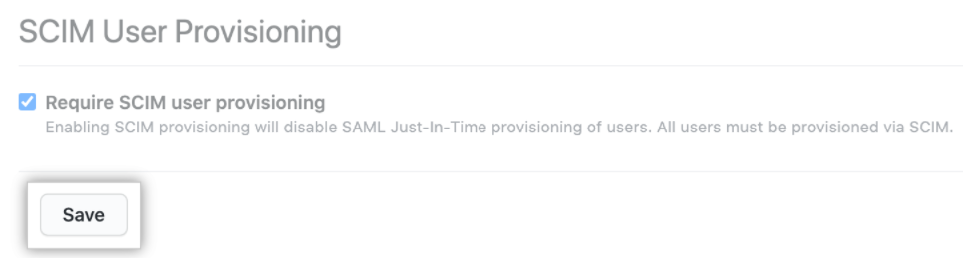 SCIM User Provisioning
Require SCIM user provisioning
Enabling SCIM provisioning will disable SAML Just-In-Time provisioning of users. All users must be provisioned via SCIM.
Save